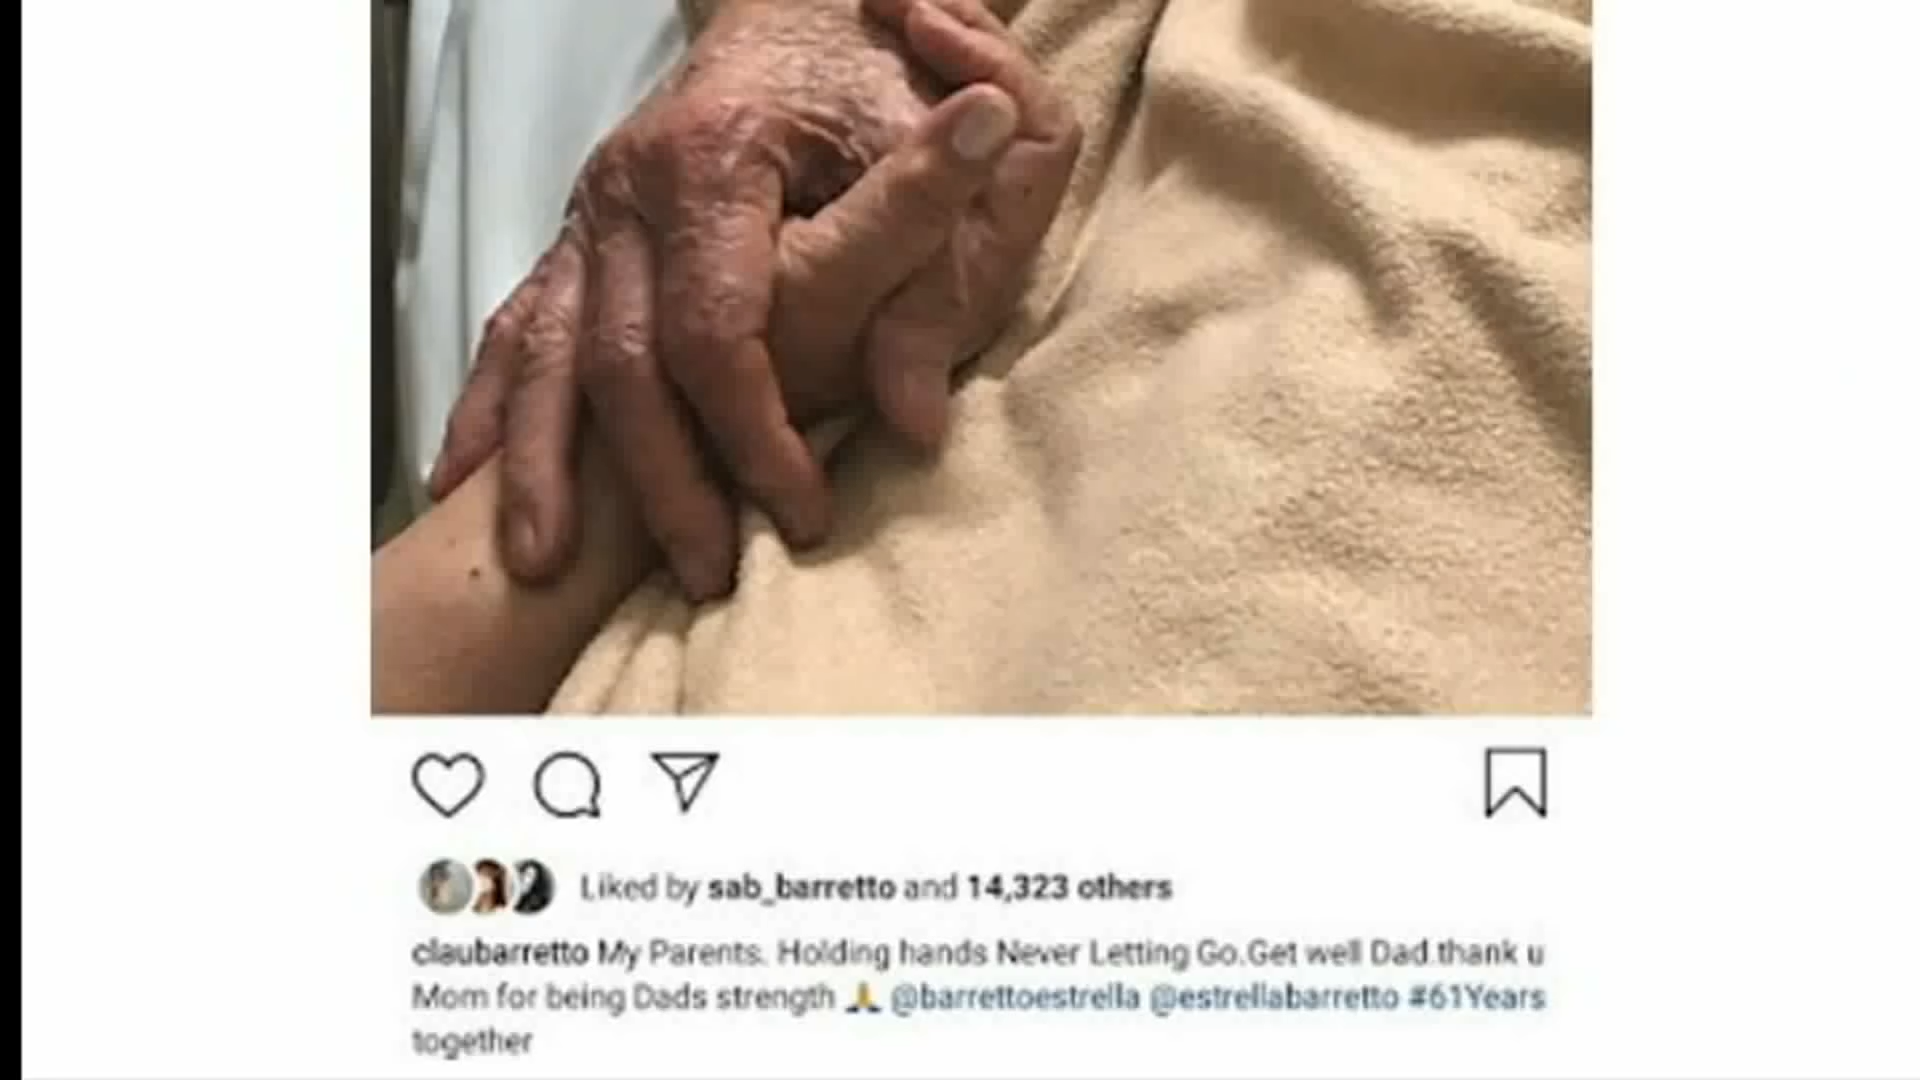 Liked by sab_barretto and 14,323 others
claubarretto My Parents. Holding hands Never Letting Go.Get well Dad.thank u
Mom for being Dads strength 🙏 @barrettoestrella @estrellabarretto #61Years
together